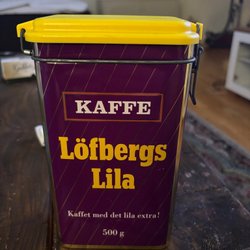 KAFFE
Löfbergs
Lila
Kaffet med det lila extra!
500 g